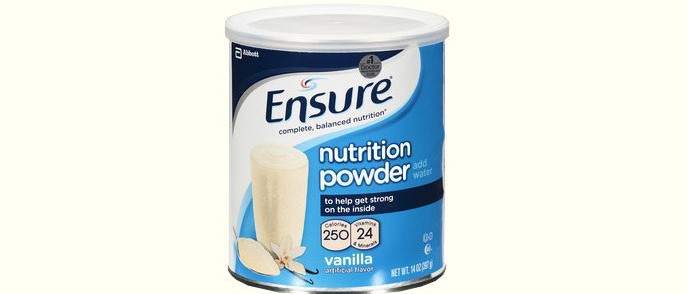 Abbott
#1
Doctor
Ensure®
complete, balanced nutrition®
nutrition
powder
add
water
to help get strong
on the inside
Calories
250
Vitamins
24
& Minerals
vanilla
artificial flavor
NET WT. 14 OZ (397 g)